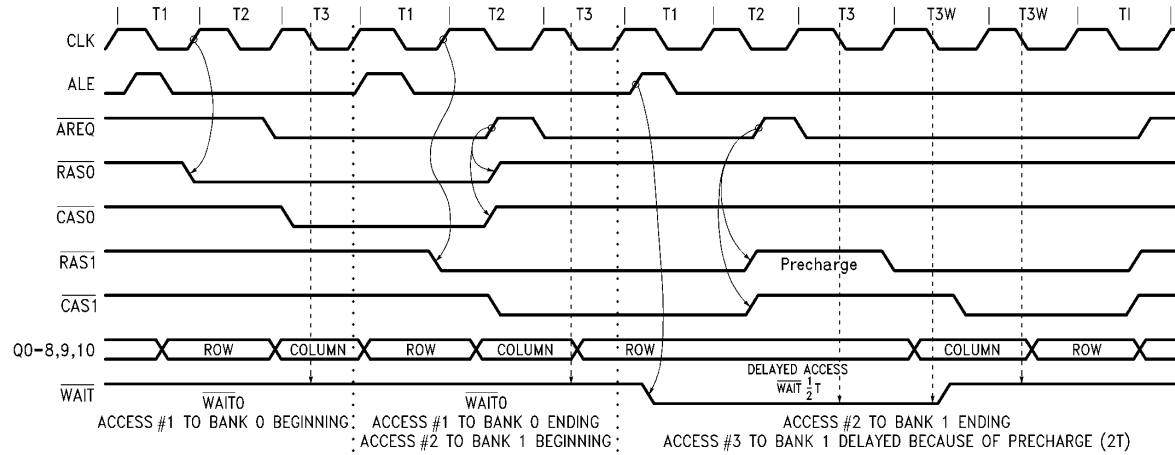 T1 T2 T3 T1 T2 T3 T1 T2 T3 T3W T3W TI
CLK
ALE
AREQ
RAS0
CAS0
RAS1
Precharge
CAS1
Q0-8,9,10 ROW COLUMN ROW COLUMN ROW COLUMN ROW
DELAYED ACCESS
WAIT WAIT 1/2 T
WAIT0 WAIT0
ACCESS #1 TO BANK 0 BEGINNING
ACCESS #1 TO BANK 0 ENDING
ACCESS #2 TO BANK 1 BEGINNING
ACCESS #2 TO BANK 1 ENDING
ACCESS #3 TO BANK 1 DELAYED BECAUSE OF PRECHARGE (2T)